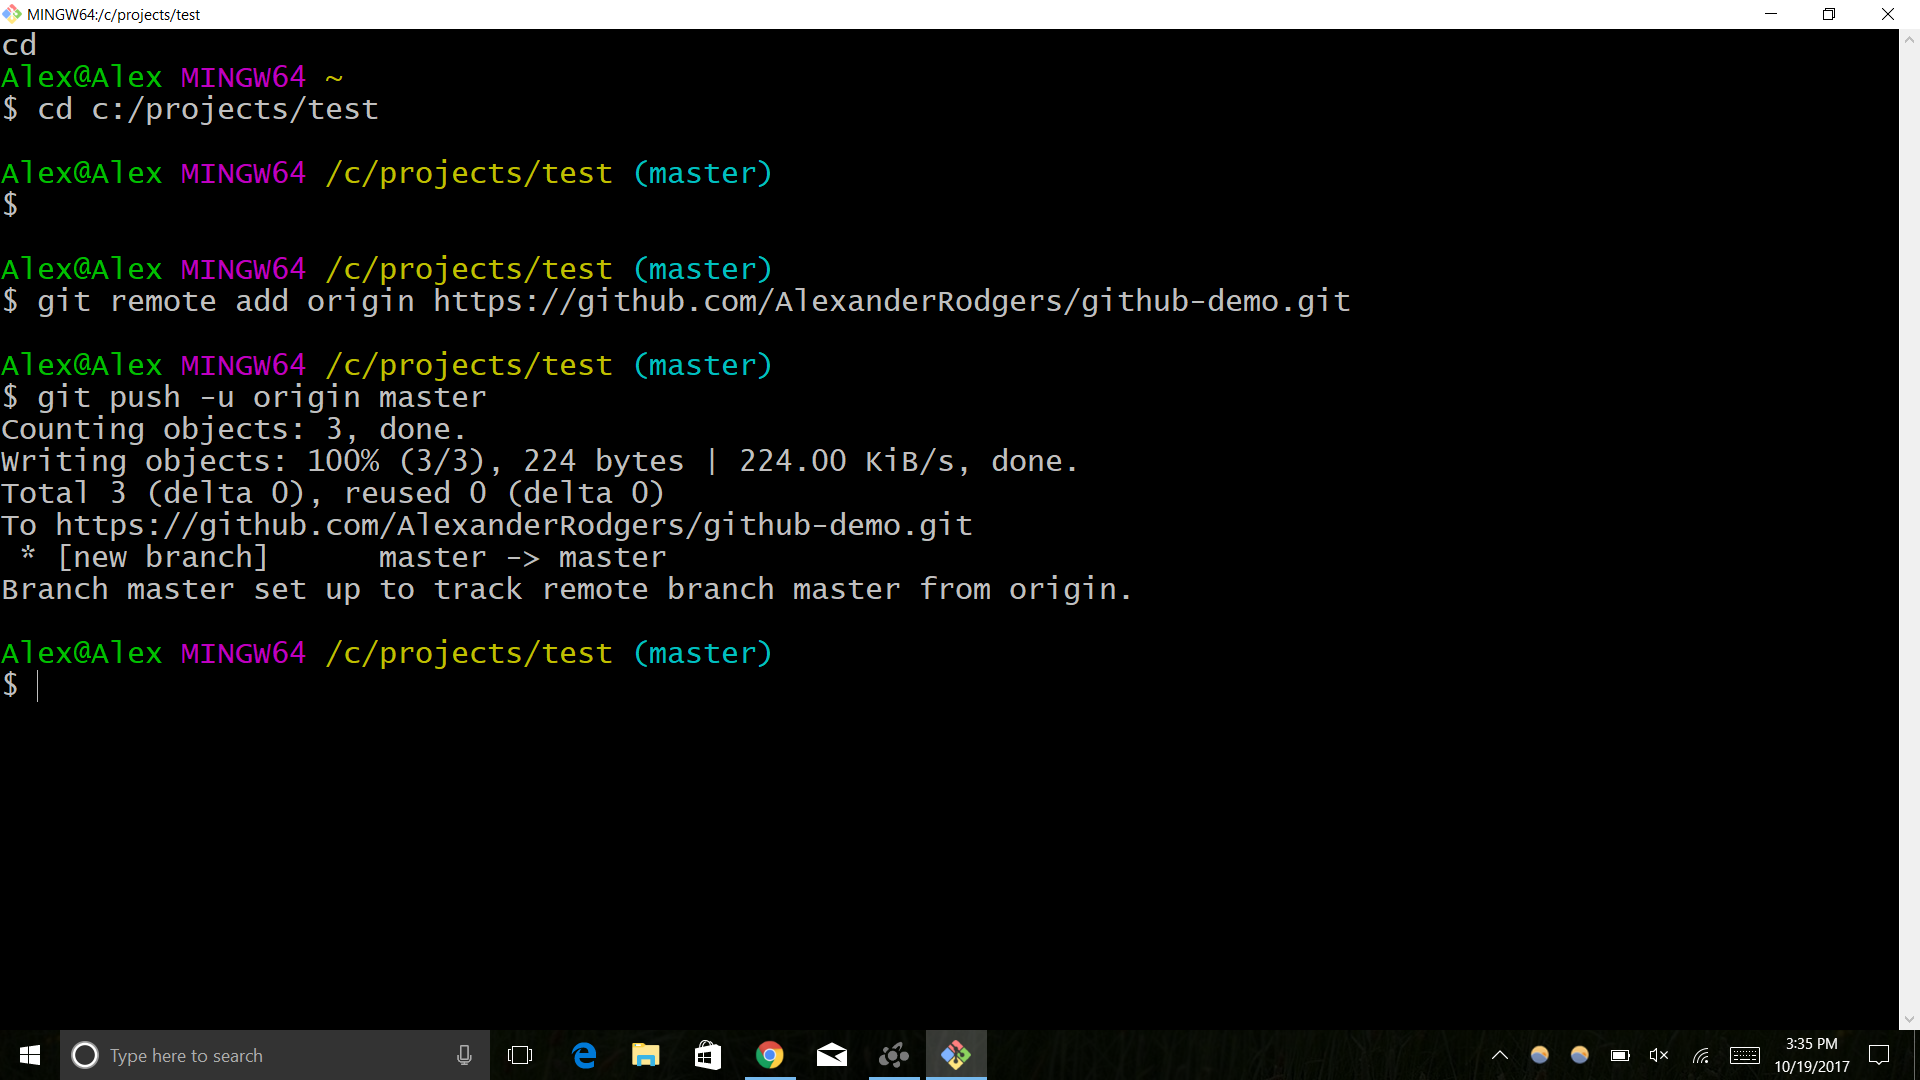 MINGW64:/c/projects/test
cd
Alex@Alex MINGW64 ~
$ cd c:/projects/test
Alex@Alex MINGW64 /c/projects/test (master)
$
Alex@Alex MINGW64 /c/projects/test (master)
$ git remote add origin https://github.com/AlexanderRodgers/github-demo.git
Alex@Alex MINGW64 /c/projects/test (master)
$ git push -u origin master
Counting objects: 3, done.
Writing objects: 100% (3/3), 224 bytes | 224.00 KiB/s, done.
Total 3 (delta 0), reused 0 (delta 0)
To https://github.com/AlexanderRodgers/github-demo.git
 * [new branch]      master -> master
Branch master set up to track remote branch master from origin.
Alex@Alex MINGW64 /c/projects/test (master)
$
Type here to search
3:35 PM
10/19/2017